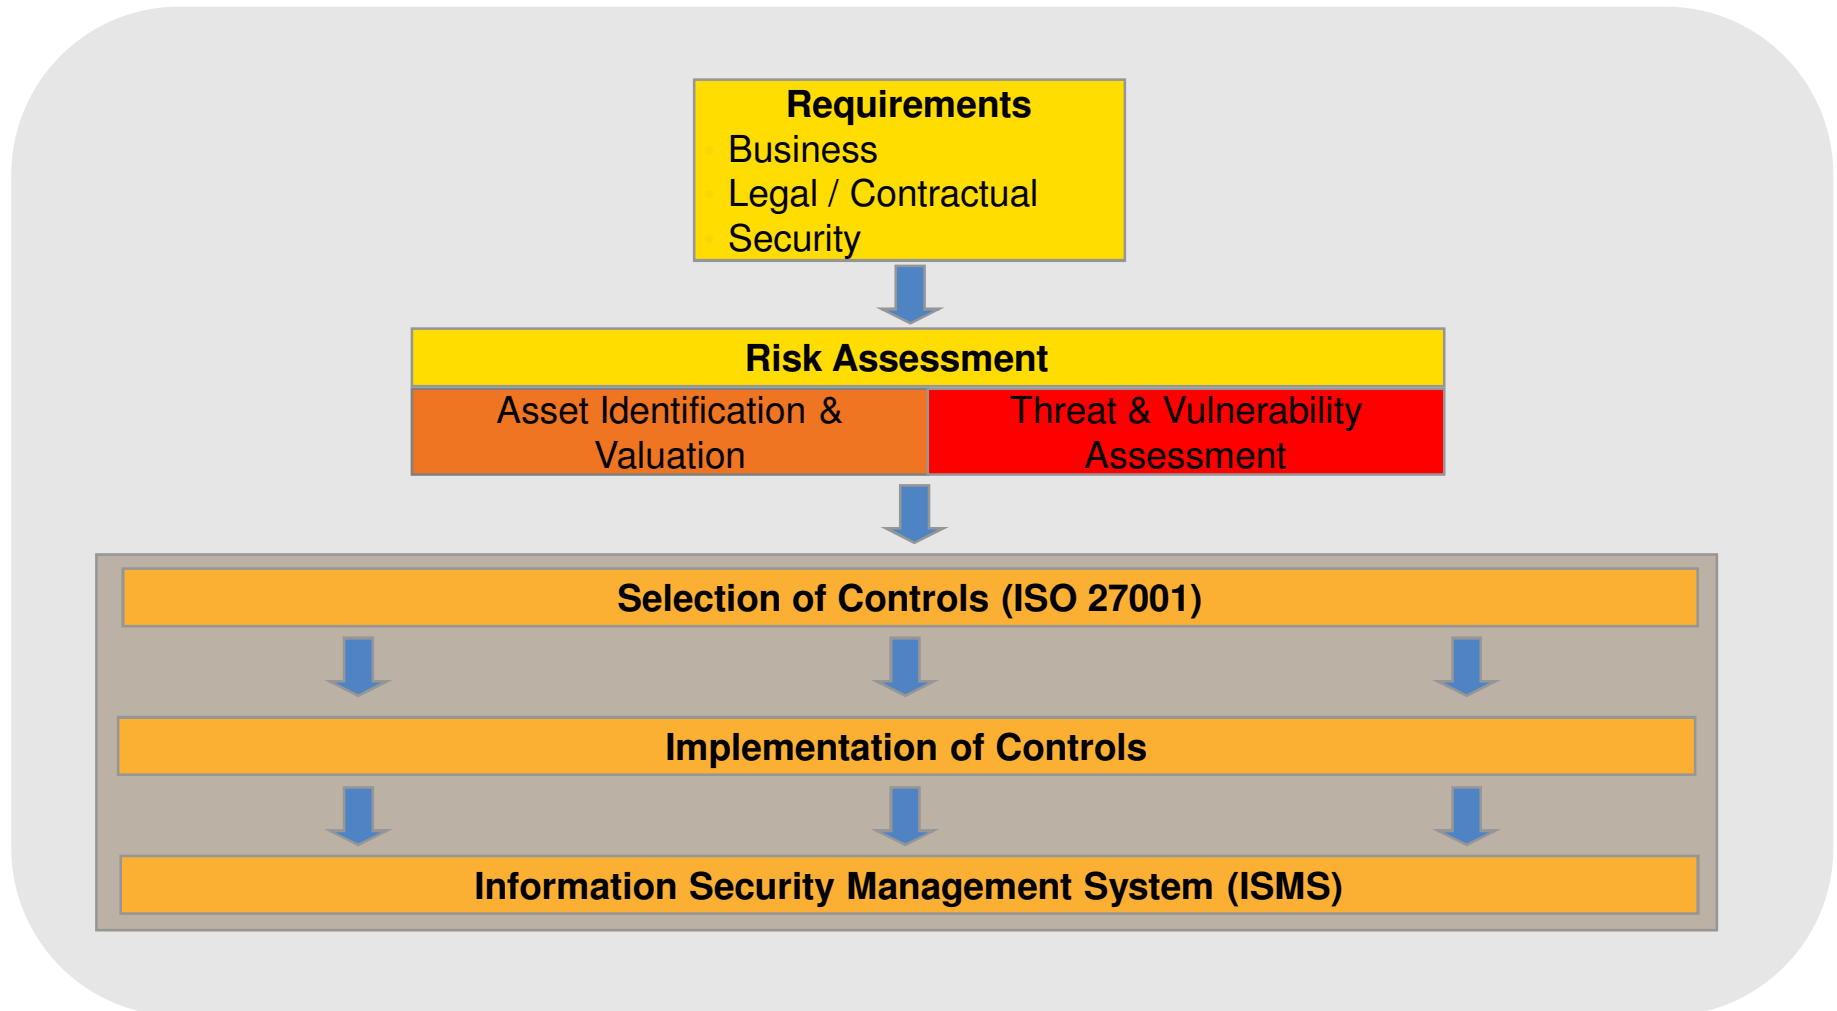 Requirements
Business
Legal / Contractual
Security
Risk Assessment
Asset Identification &
Valuation
Threat & Vulnerability
Assessment
Selection of Controls (ISO 27001)
Implementation of Controls
Information Security Management System (ISMS)